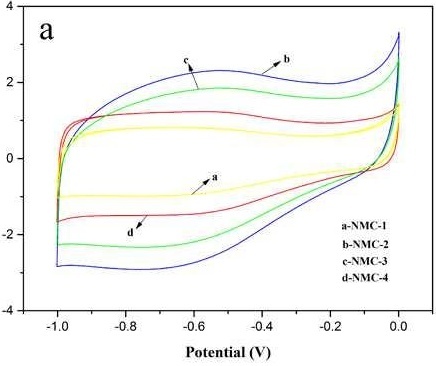 a
4
2
0
-2
-4
c
b
a
d
a-NMC-1
b-NMC-2
c-NMC-3
d-NMC-4
-1.0 -0.8 -0.6 -0.4 -0.2 0.0
Potential (V)